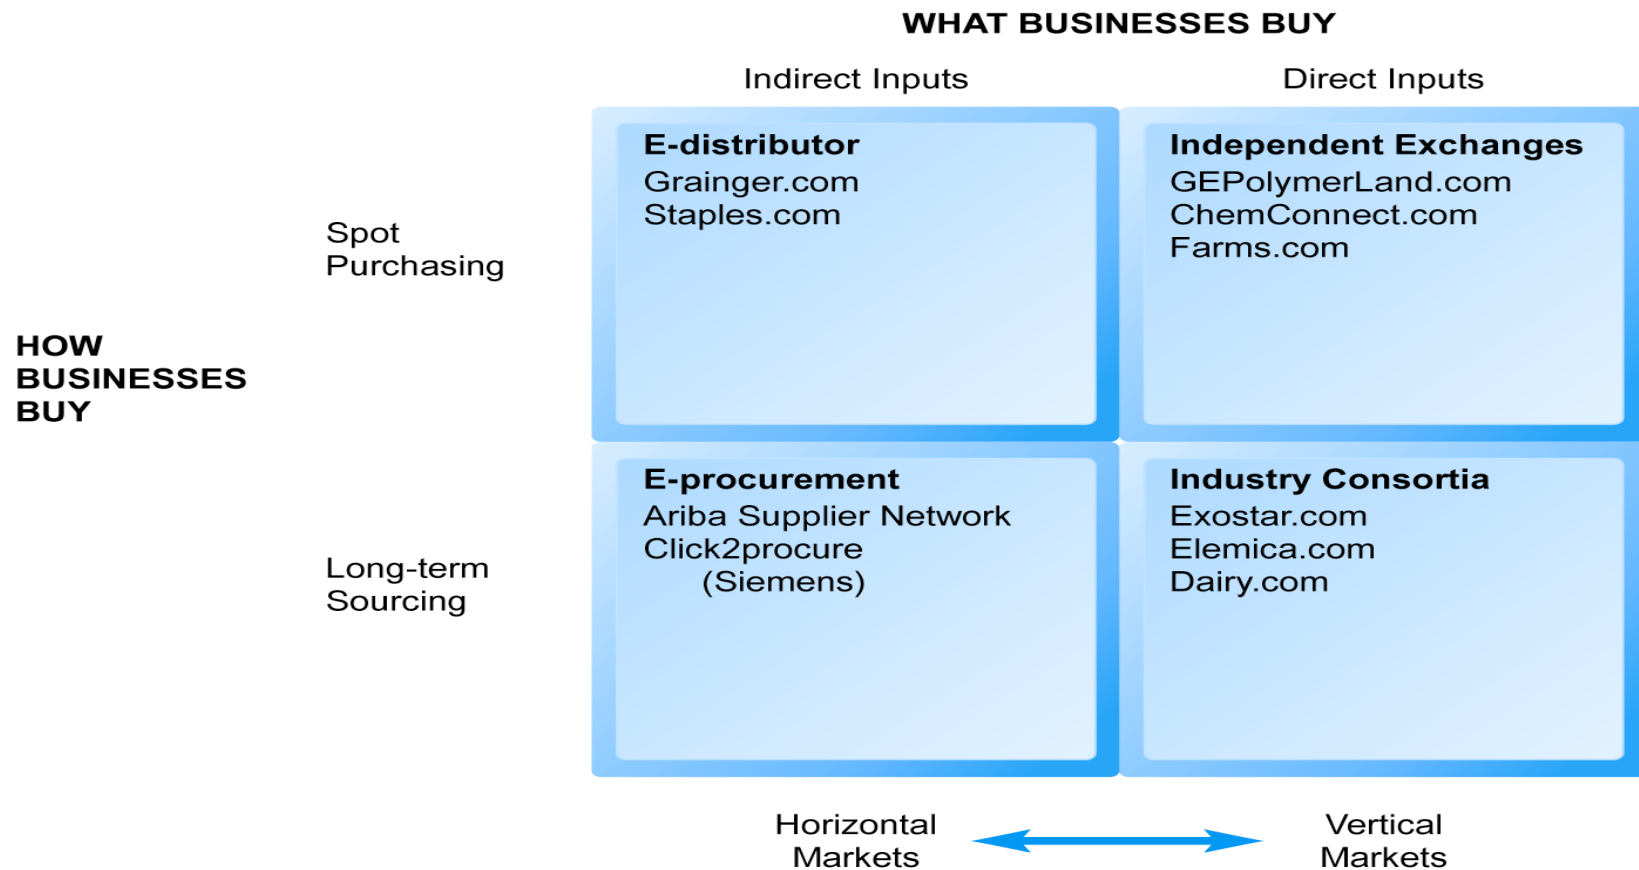 WHAT BUSINESSES BUY
Indirect Inputs
Direct Inputs
HOW
BUSINESSES
BUY
Spot
Purchasing
E-distributor
Grainger.com
Staples.com
Independent Exchanges
GEPolymerLand.com
ChemConnect.com
Farms.com
Long-term
Sourcing
E-procurement
Ariba Supplier Network
Click2procure
(Siemens)
Industry Consortia
Exostar.com
Elemica.com
Dairy.com
Horizontal
Markets
Vertical
Markets